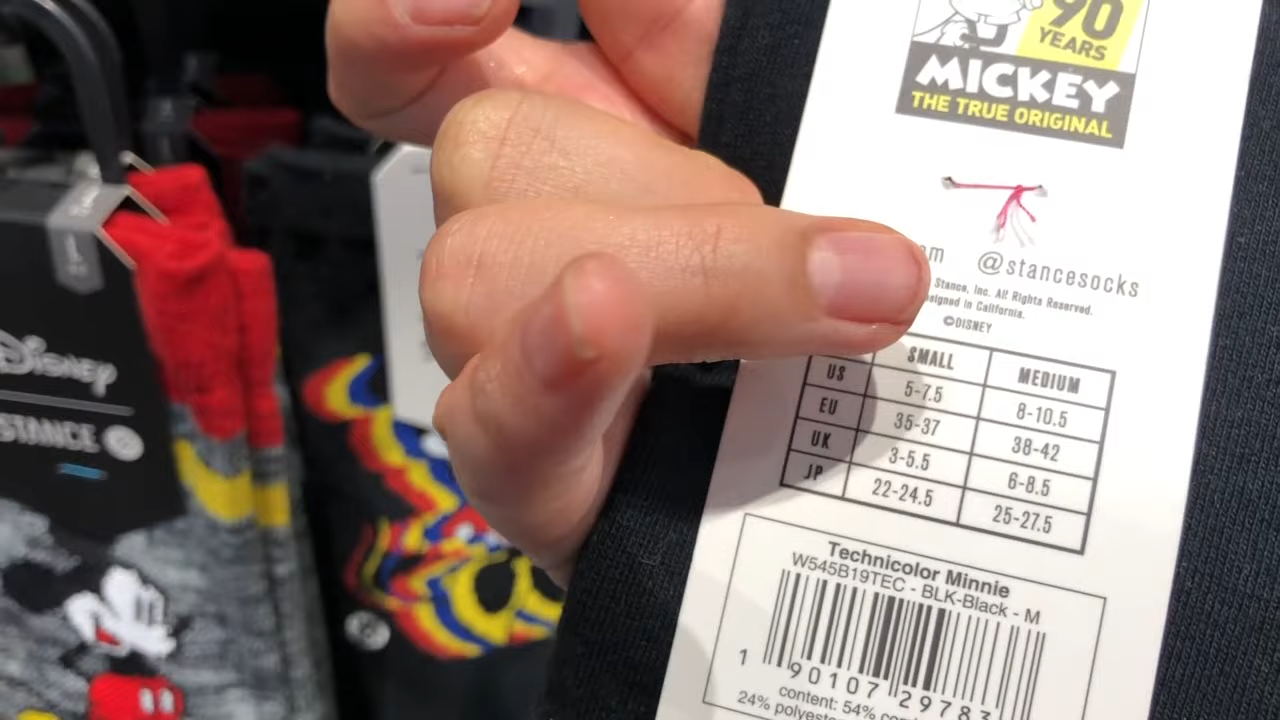 90
YEARS
MICKEY
THE TRUE ORIGINAL
@stancesocks
Stance, Inc. All Rights Reserved.
in California.
©DISNEY
SMALL MEDIUM
US 5-7.5 8-10.5
EU 35-37 38-42
UK 3-5.5 6-8.5
JP 22-24.5 25-27.5
Technicolor Minnie
W545B19TEC - BLK-Black - M
1 90107 29783
content: 54%
24%
Disney
STANCE
L